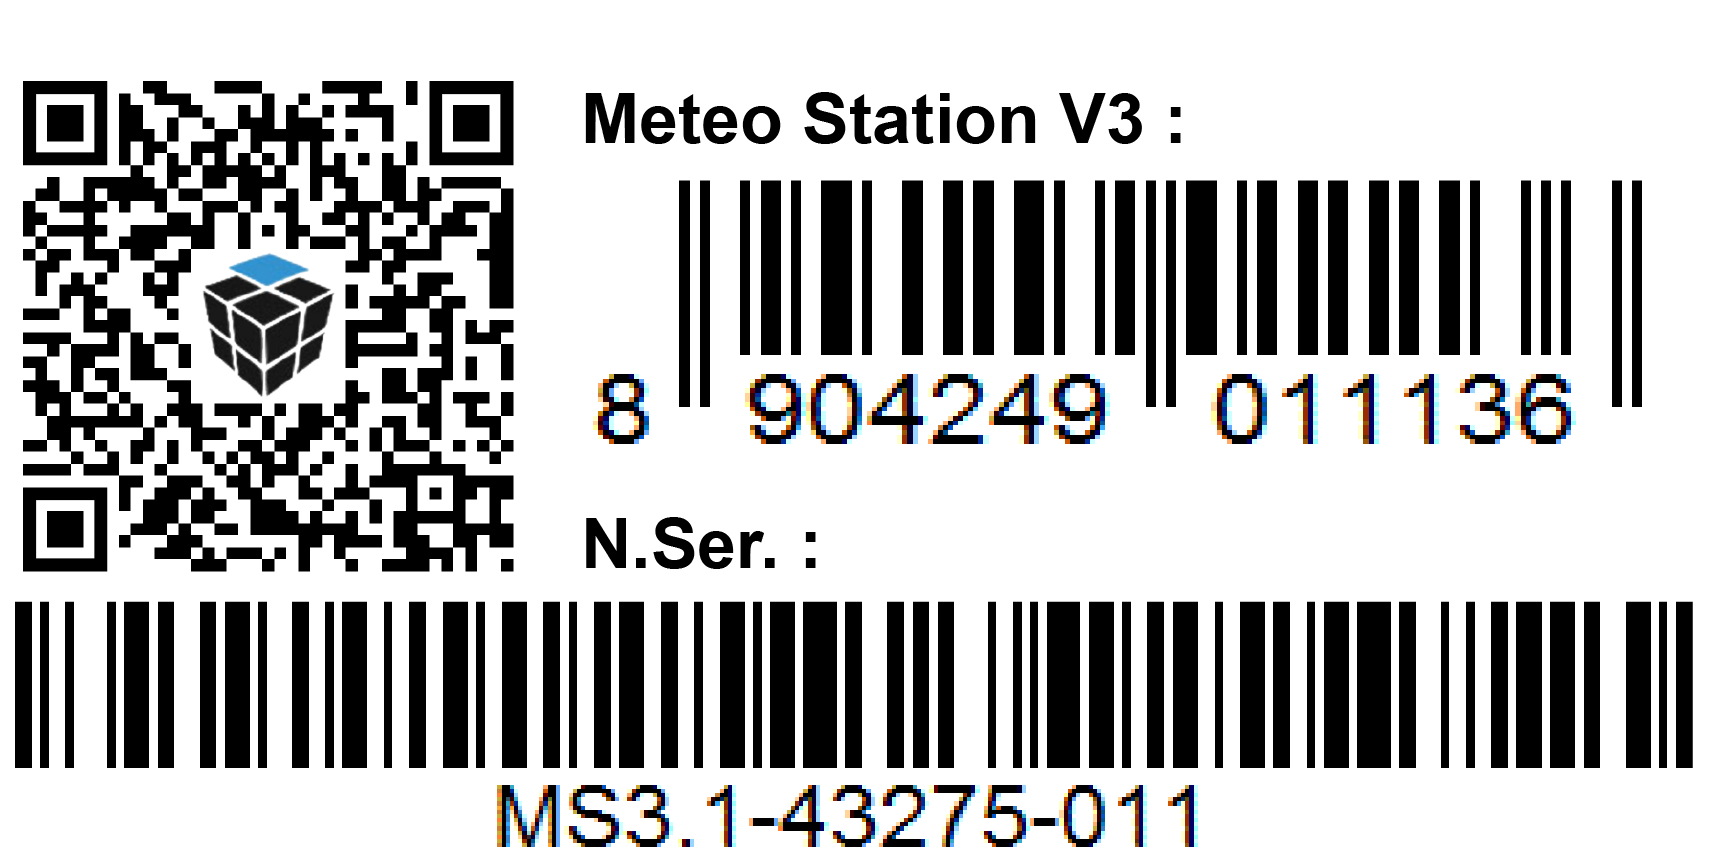 Meteo Station V3 :
8 904249 011136
N.Ser. :
MS3.1-43275-011